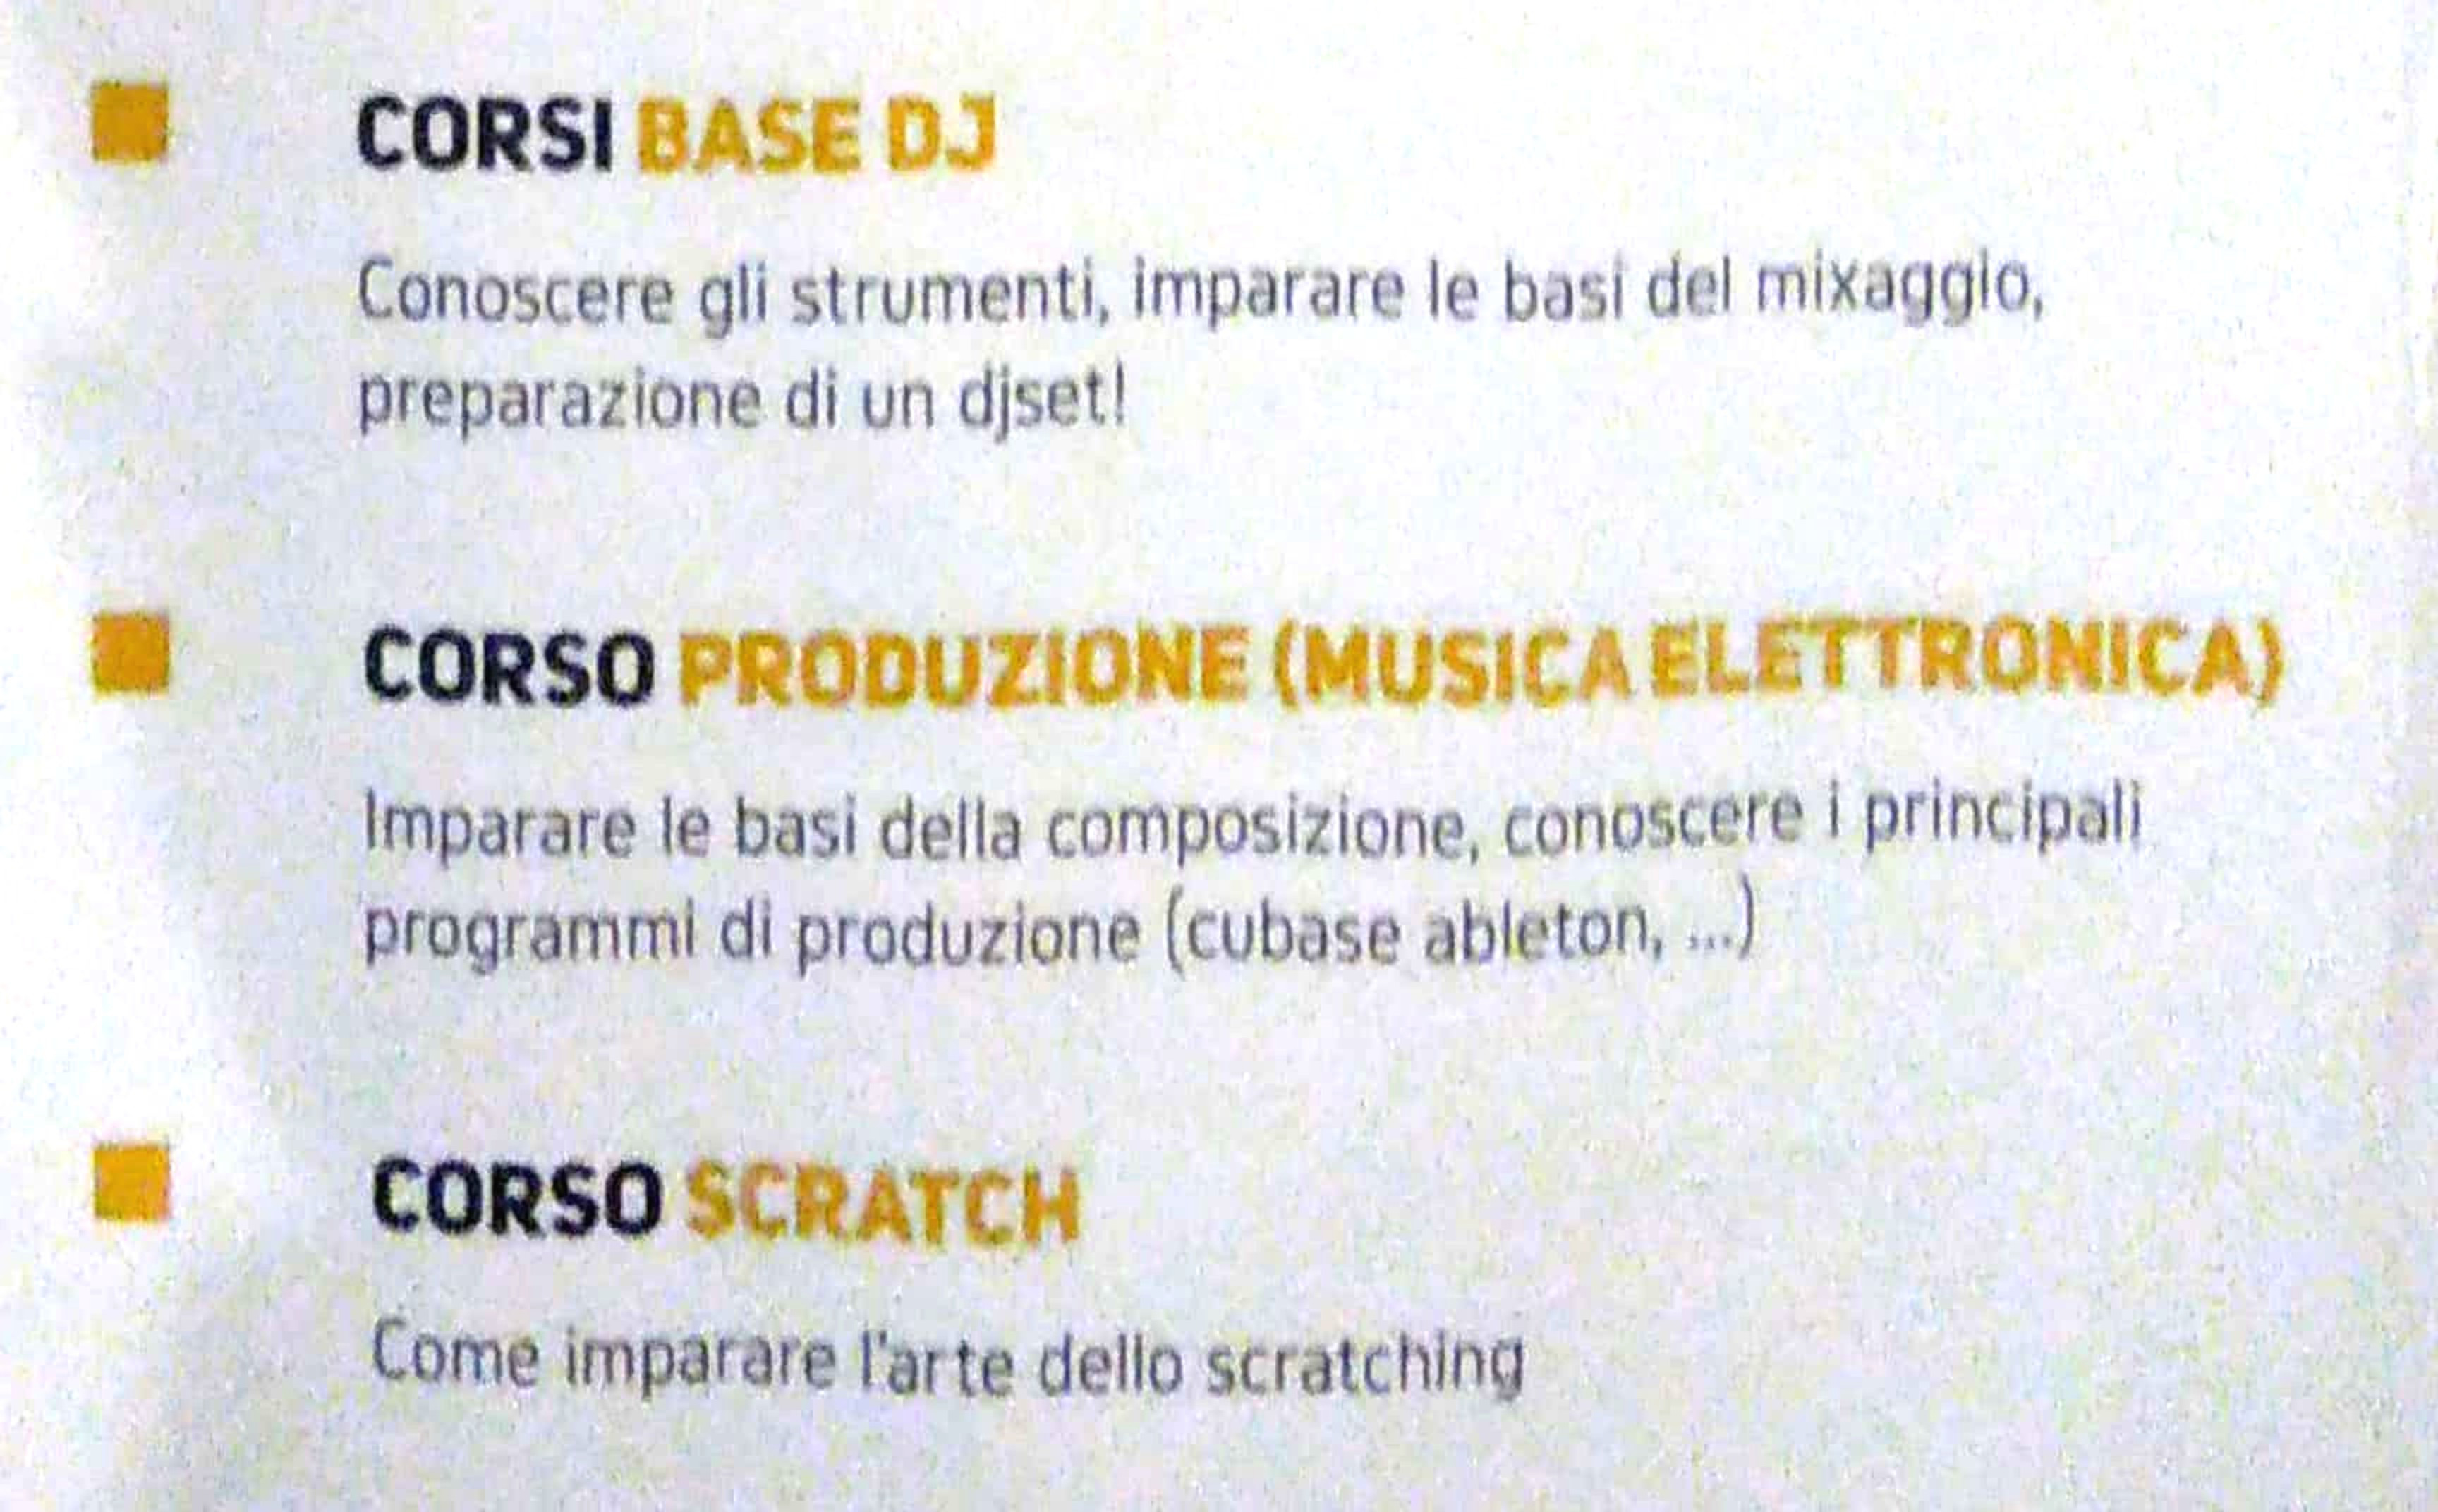 CORSI BASE DJ
Conoscere gli strumenti, imparare le basi del mixaggio,
preparazione di un djset!
CORSO PRODUZIONE (MUSICA ELETTRONICA)
Imparare le basi della composizione, conoscere i principali
programmi di produzione (cubase ableton, ...)
CORSO SCRATCH
Come imparare l'arte dello scratching